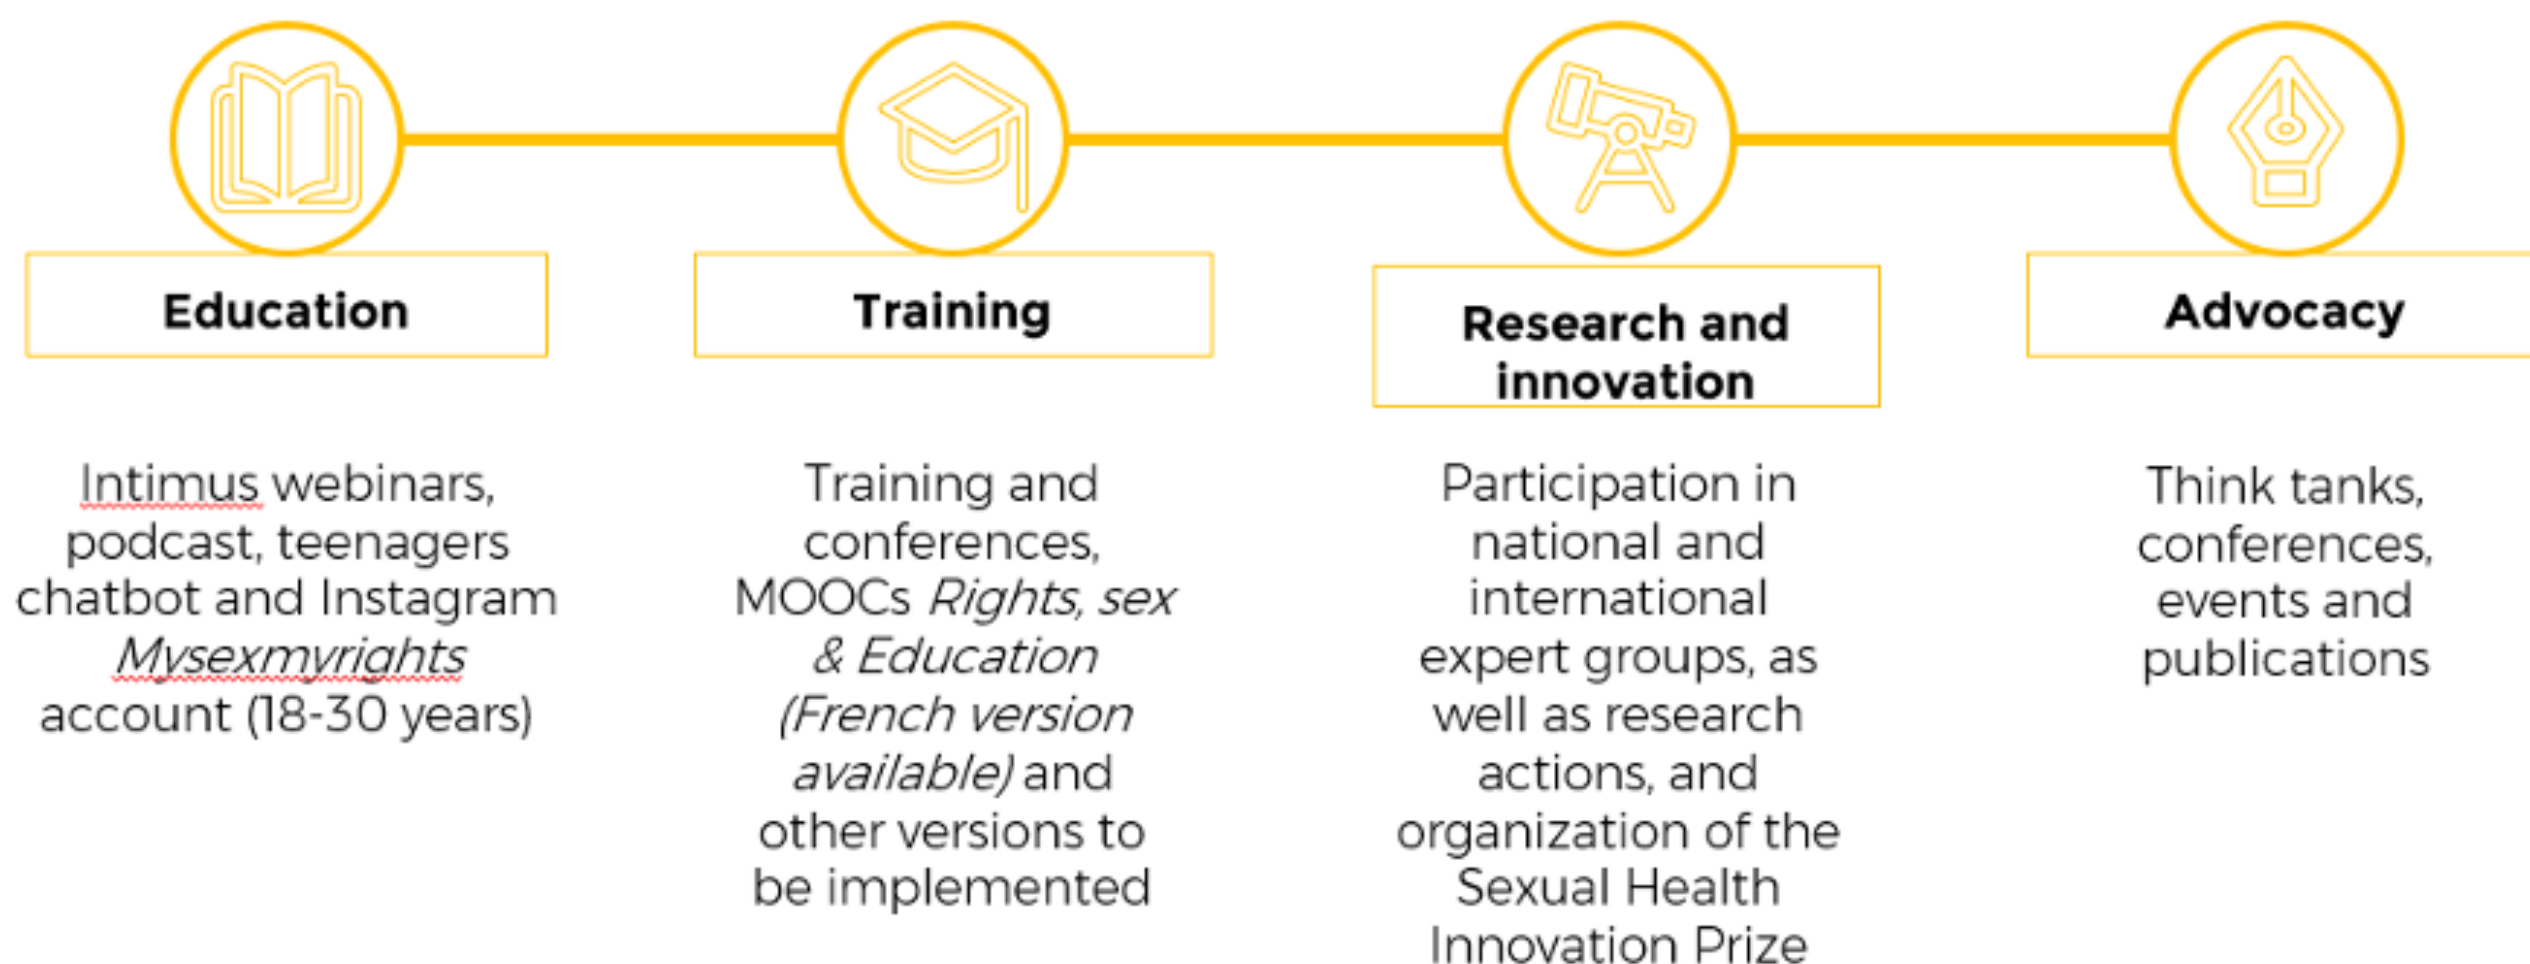 Education
Intimus webinars,
podcast, teenagers
chatbot and Instagram
Mysexmyrights
account (18-30 years)
Training
Training and
conferences,
MOOCs Rights, sex
& Education
(French version
available) and
other versions to
be implemented
Research and
innovation
Participation in
national and
international
expert groups, as
well as research
actions, and
organization of the
Sexual Health
Innovation Prize
Advocacy
Think tanks,
conferences,
events and
publications